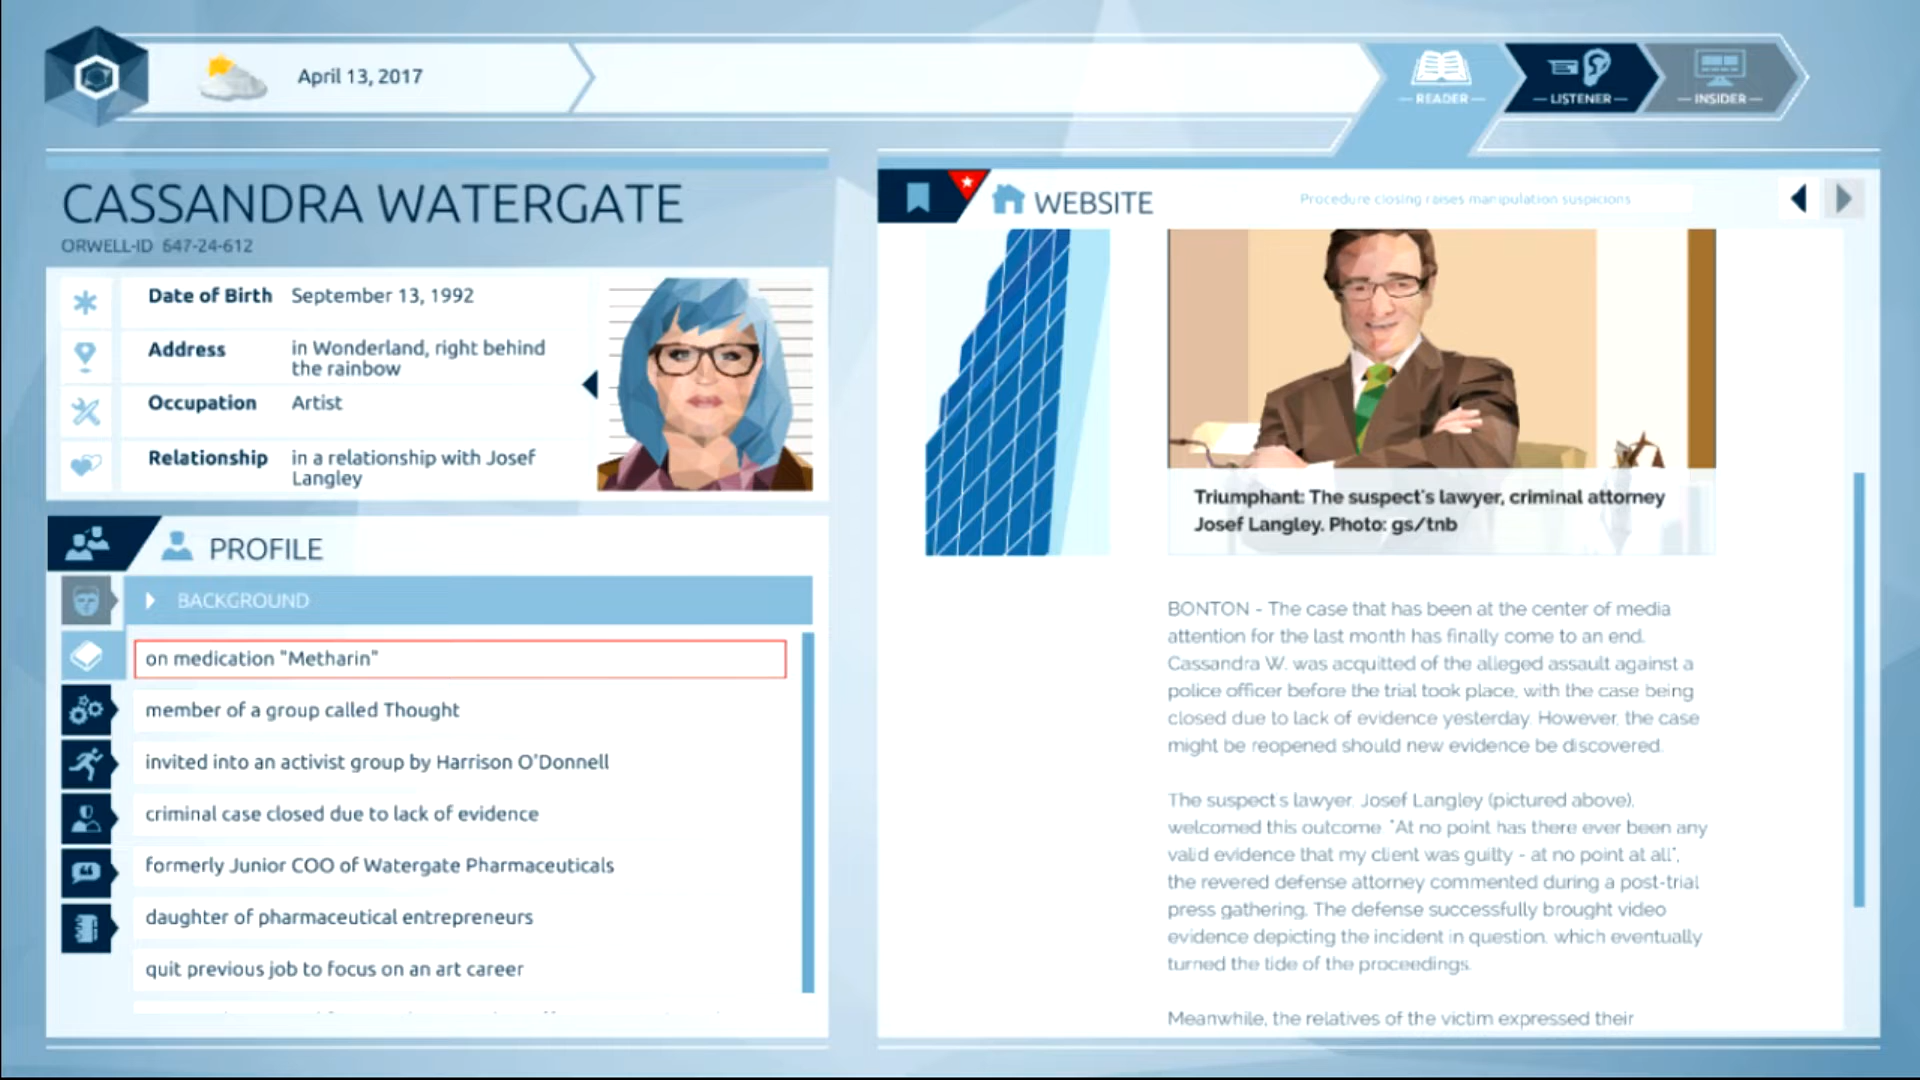 April 13, 2017
READER
LISTENER
INSIDER
CASSANDRA WATERGATE
ORWELL-ID 647-24-612
Date of Birth September 13, 1992
Address in Wonderland, right behind
the rainbow
Occupation Artist
Relationship in a relationship with Josef
Langley
PROFILE
BACKGROUND
on medication "Metharin"
member of a group called Thought
invited into an activist group by Harrison O'Donnell
criminal case closed due to lack of evidence
formerly Junior COO of Watergate Pharmaceuticals
daughter of pharmaceutical entrepreneurs
quit previous job to focus on an art career
WEBSITE
Procedure closing raises manipulation suspicions
Triumphant: The suspect's lawyer, criminal attorney
Josef Langley. Photo: gs/tnb
BONTON - The case that has been at the center of media
attention for the last month has finally come to an end.
Cassandra W. was acquitted of the alleged assault against a
police officer before the trial took place, with the case being
closed due to lack of evidence yesterday. However, the case
might be reopened should new evidence be discovered.
The suspect's lawyer, Josef Langley (pictured above),
welcomed this outcome. "At no point has there ever been any
valid evidence that my client was guilty - at no point at all",
the revered defense attorney commented during a post-trial
press gathering. The defense successfully brought video
evidence depicting the incident in question, which eventually
turned the tide of the proceedings.
Meanwhile, the relatives of the victim expressed their